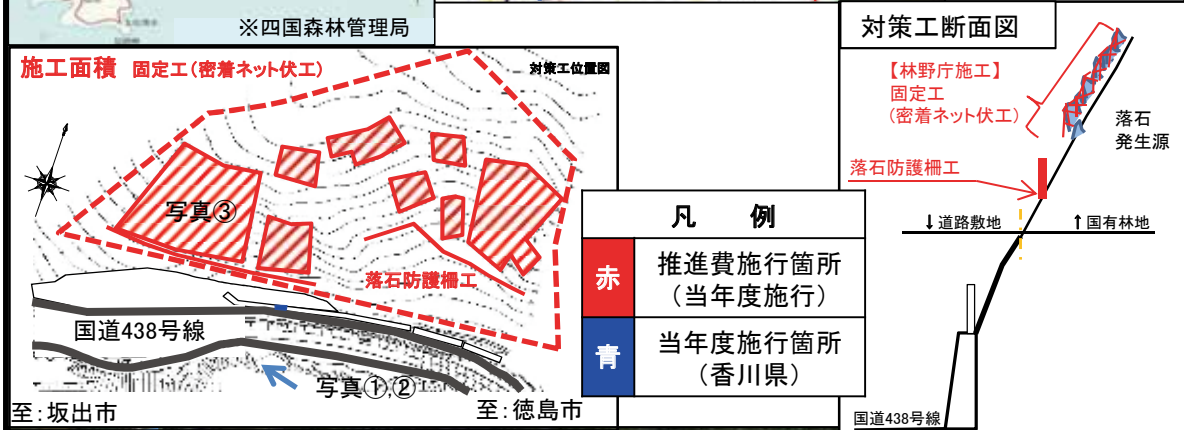 ※四国森林管理局
施工面積 固定工(密着ネット伏工)
対策工位置図
写真③
落石防護柵工
国道438号線
写真①,②
至:坂出市
至:徳島市
凡 例
赤
推進費施行箇所
(当年度施行)
青
当年度施行箇所
(香川県)
対策工断面図
【林野庁施工】
固定工
(密着ネット伏工)
落石
発生源
落石防護柵工
↓道路敷地
↑国有林地
国道438号線